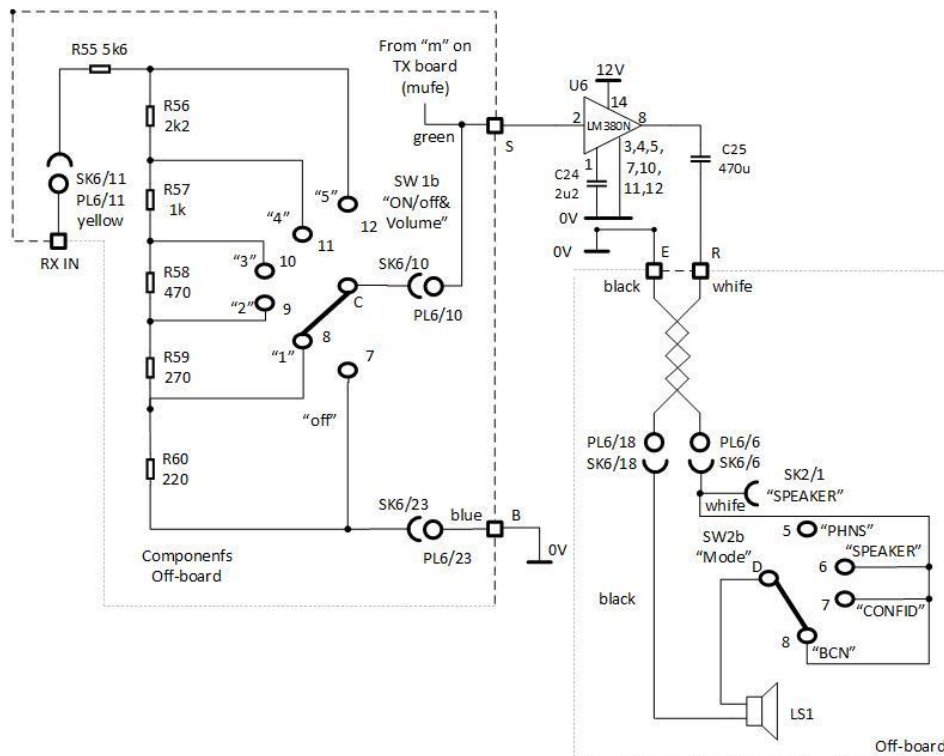 R55 5k6
From “m” on
TX board
(mufe)
green
S
R56
2k2
R57
1k
R58
470
R59
270
R60
220
SK6/11
PL6/11
yellow
RX IN
“5”
12
“4”
11
“3”
10
“2”
9
“1”
8
C
7
“off”
SW 1b
“ON/off&
Volume”
SK6/10
PL6/10
SK6/23
PL6/23
blue
B
0V
Componenfs
Off-board
12V
U6
14
2
LM380N
8
1
3,4,5,
7,10,
11,12
C24
2u2
0V
0V
C25
470u
E
R
black
whife
PL6/18
SK6/18
PL6/6
SK6/6
SK2/1
“SPEAKER”
whife
SW2b
“Mode”
D
5
“PHNS”
“SPEAKER”
6
7
“CONFID”
8
“BCN”
black
LS1
Off-board